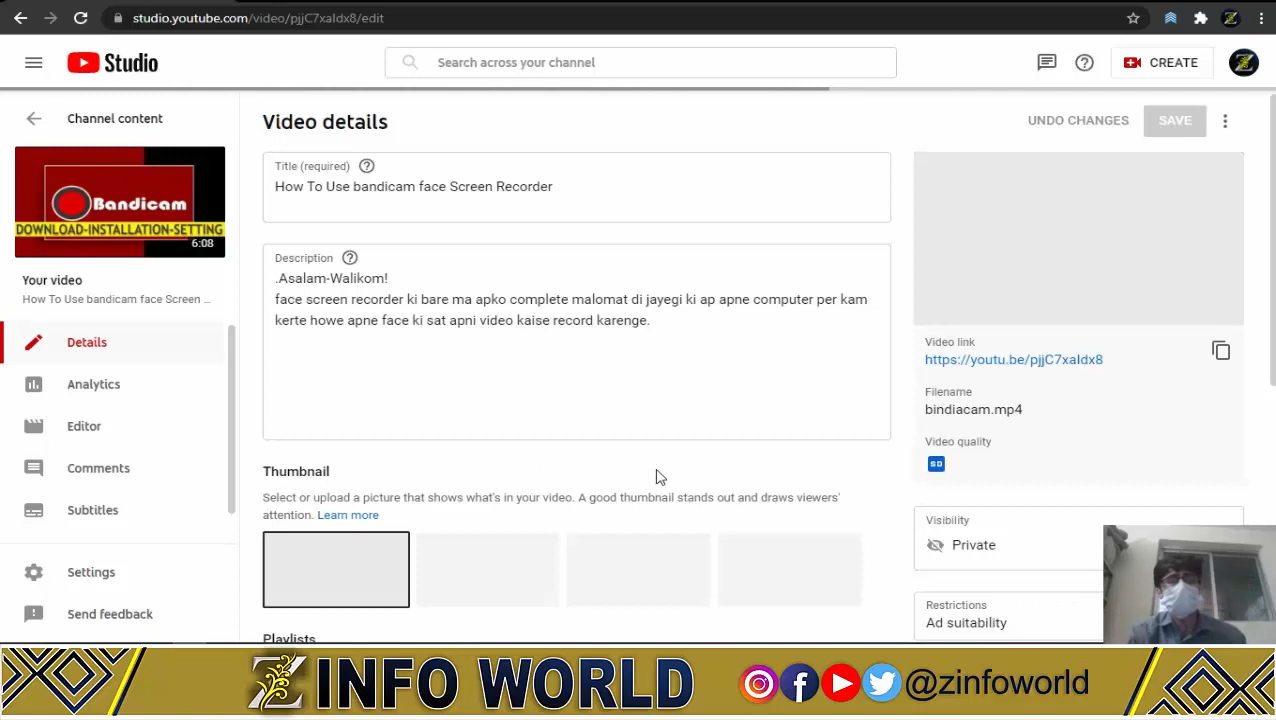 studio.youtube.com/video/pjjC7xaIdx8/edit
Studio
Search across your channel
CREATE
Channel content
Video details
UNDO CHANGES
SAVE
Bandicam
DOWNLOAD-INSTALLATION-SETTING
6:08
Your video
How To Use bandicam face Screen ...
Details
Analytics
Editor
Comments
Subtitles
Settings
Send feedback
Title (required)
How To Use bandicam face Screen Recorder
Description
.Asalam-Walikom!
face screen recorder ki bare ma apko complete malomat di jayegi ki ap apne computer per kam
kerte howe apne face ki sat apni video kaise record karenge.
Thumbnail
Select or upload a picture that shows what's in your video. A good thumbnail stands out and draws viewers'
attention. Learn more
Playlists
Video link
https://youtu.be/pjjC7xaIdx8
Filename
bindiacam.mp4
Video quality
SD
Visibility
Private
Restrictions
Ad suitability
Z INFO WORLD
@zinfoworld